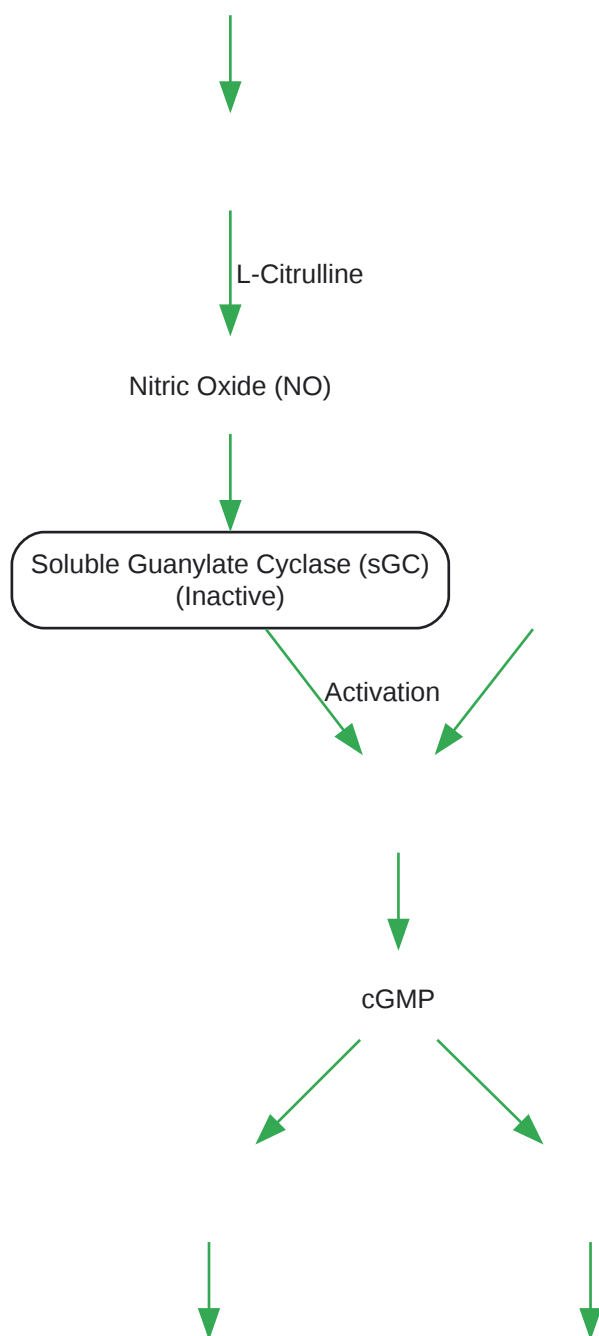 L-Citrulline
Nitric Oxide (NO)
Soluble Guanylate Cyclase (sGC)
(Inactive)
Activation
cGMP